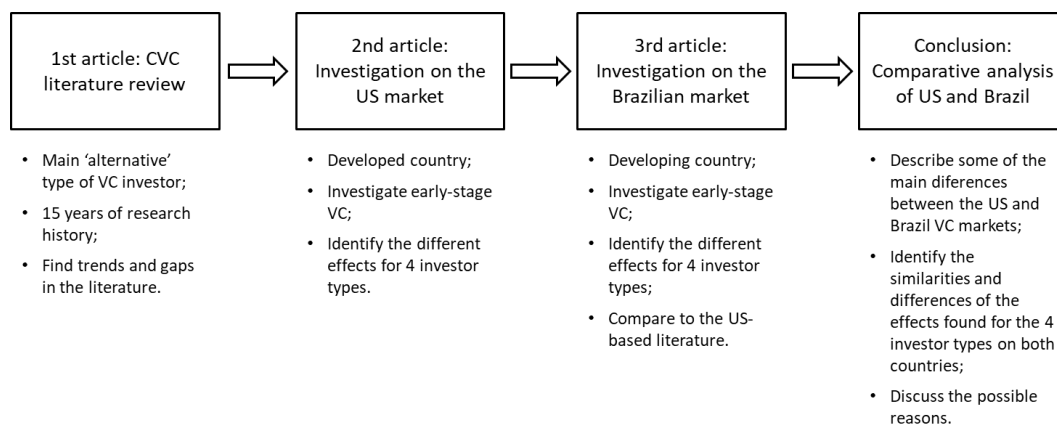 1st article: CVC
literature review
2nd article:
Investigation on the
US market
3rd article:
Investigation on the
Brazilian market
Conclusion:
Comparative analysis
of US and Brazil
• Main ‘alternative’
type of VC investor;
• 15 years of research
history;
• Find trends and gaps
in the literature.
• Developed country;
• Investigate early-stage
VC;
• Identify the different
effects for 4 investor
types.
• Developing country;
• Investigate early-stage
VC;
• Identify the different
effects for 4 investor
types;
• Compare to the US-
based literature.
• Describe some of the
main diferences
between the US and
Brazil VC markets;
• Identify the
similarities and
differences of the
effects found for the 4
investor types on both
countries;
• Discuss the possible
reasons.